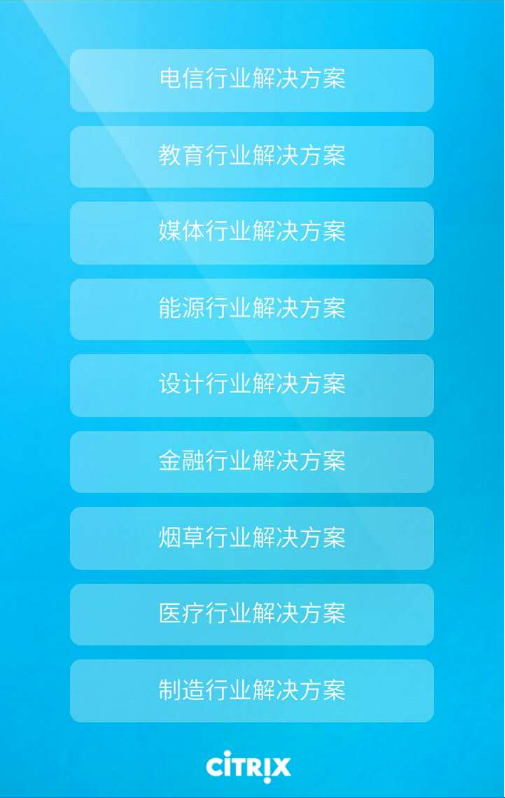 电信行业解决方案
教育行业解决方案
媒体行业解决方案
能源行业解决方案
设计行业解决方案
金融行业解决方案
烟草行业解决方案
医疗行业解决方案
制造行业解决方案
CiTRIX